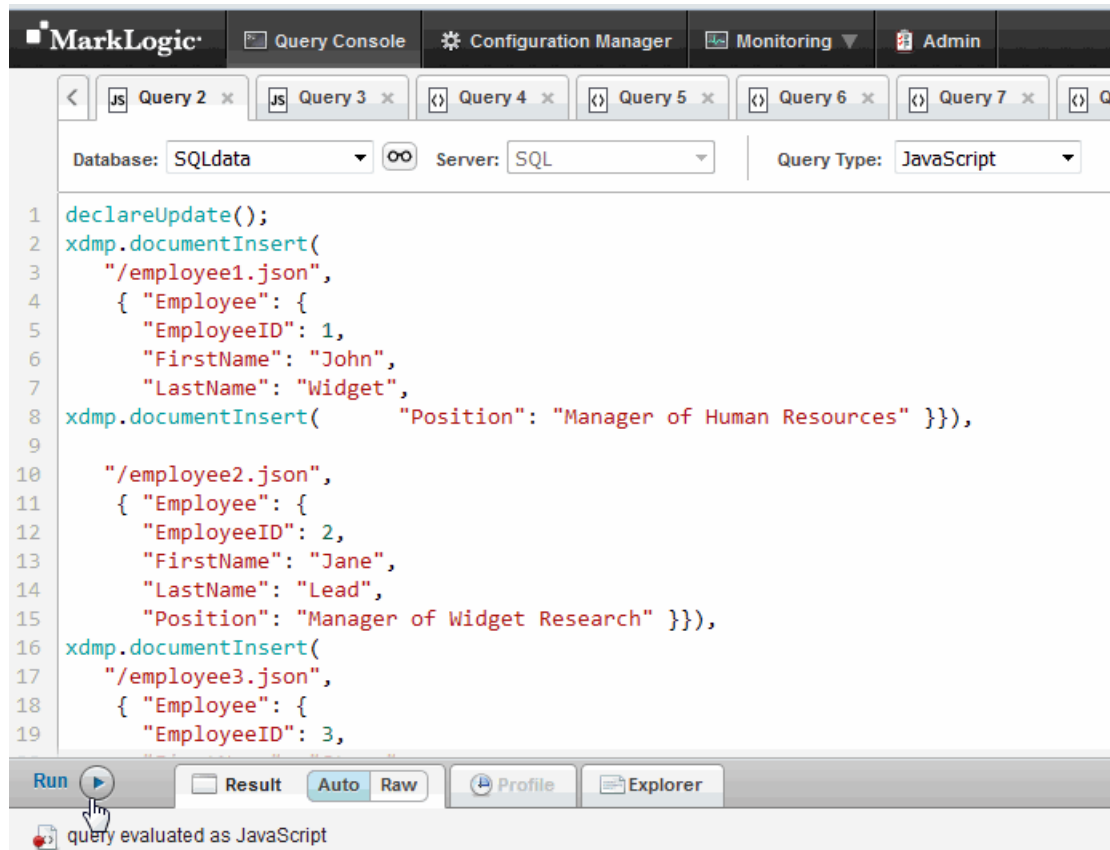 MarkLogic Query Console Configuration Manager Monitoring Admin
JS Query 2 × JS Query 3 × Query 4 × Query 5 × Query 6 × Query 7 × Q
Database: SQLdata Server: SQL Query Type: JavaScript
1 declareUpdate();
2 xdmp.documentInsert(
3 "/employee1.json",
4 { "Employee": {
5 "EmployeeID": 1,
6 "FirstName": "John",
7 "LastName": "Widget",
8 xdmp.documentInsert( "Position": "Manager of Human Resources" }}),
9
10 "/employee2.json",
11 { "Employee": {
12 "EmployeeID": 2,
13 "FirstName": "Jane",
14 "LastName": "Lead",
15 "Position": "Manager of Widget Research" }}),
16 xdmp.documentInsert(
17 "/employee3.json",
18 { "Employee": {
19 "EmployeeID": 3,
Run Result Auto Raw Profile Explorer
query evaluated as JavaScript